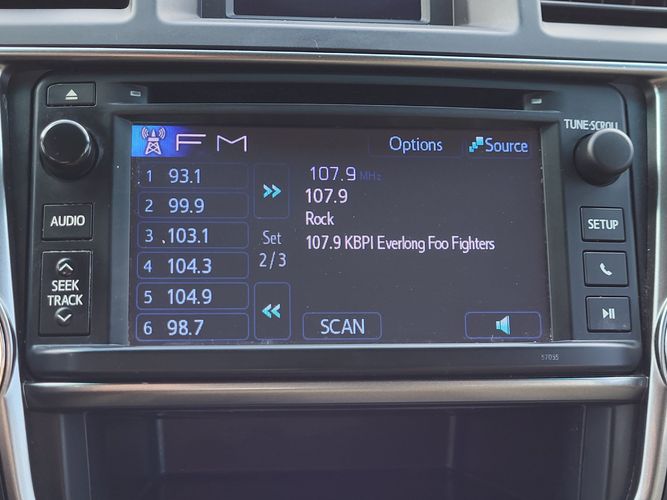 FM
Options
Source
TUNE·SCROLL
1 93.1
2 99.9
3 103.1
4 104.3
5 104.9
6 98.7
Set
2/3
107.9 MHz
107.9
Rock
107.9 KBPI Everlong Foo Fighters
SCAN
AUDIO
SEEK
TRACK
SETUP
57055